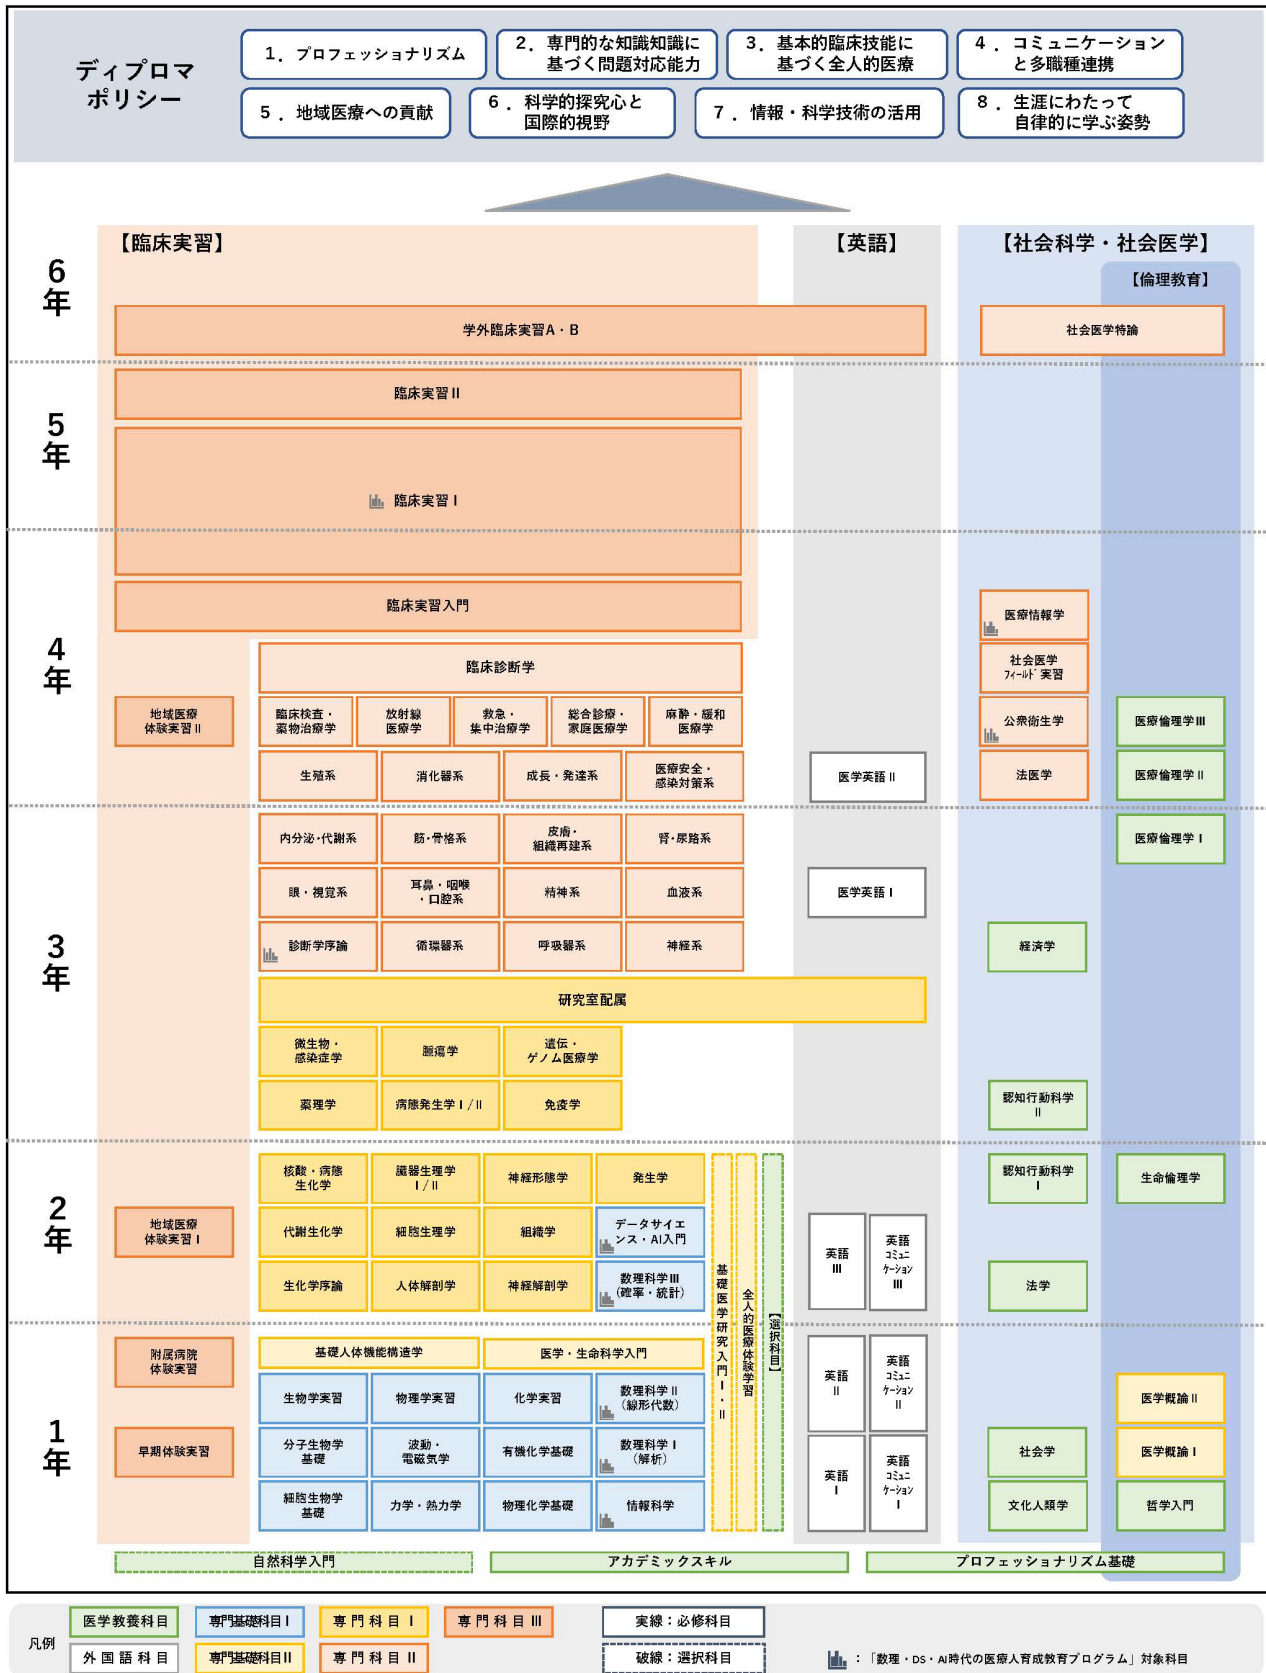 ディプロマ
ポリシー
1．プロフェッショナリズム
2．専門的な知識知識に
基づく問題対応能力
3．基本的臨床技能に
基づく全人的医療
4．コミュニケーション
と多職種連携
5．地域医療への貢献
6．科学的探究心と
国際的視野
7．情報・科学技術の活用
8．生涯にわたって
自律的に学ぶ姿勢
【臨床実習】
【英語】
【社会科学・社会医学】
【倫理教育】
6
年
学外臨床実習A・B
社会医学特論
5
年
臨床実習Ⅱ
臨床実習Ⅰ
4
年
臨床実習入門
医療情報学
臨床診断学
社会医学
ﾌｨｰﾙﾄﾞ実習
地域医療
体験実習Ⅱ
臨床検査・
薬物治療学
放射線
医療学
救急・
集中治療学
総合診療・
家庭医療学
麻酔・緩和
医療学
公衆衛生学
医療倫理学Ⅲ
生殖系
消化器系
成長・発達系
医療安全・
感染対策系
医学英語Ⅱ
法医学
医療倫理学Ⅱ
3
年
内分泌・代謝系
筋・骨格系
皮膚・
組織再建系
腎・尿路系
医療倫理学Ⅰ
眼・視覚系
耳鼻・咽喉
・口腔系
精神系
血液系
医学英語Ⅰ
診断学序論
循環器系
呼吸器系
神経系
経済学
研究室配属
微生物・
感染症学
腫瘍学
遺伝・
ゲノム医療学
薬理学
病態発生学Ⅰ/Ⅱ
免疫学
認知行動科学
Ⅱ
2
年
核酸・病態
生化学
臓器生理学
Ⅰ/Ⅱ
神経形態学
発生学
認知行動科学
Ⅰ
生命倫理学
地域医療
体験実習Ⅰ
代謝生化学
細胞生理学
組織学
データサイエ
ンス・AI入門
生化学序論
人体解剖学
神経解剖学
数理科学Ⅲ
(確率・統計)
基礎医学研究入門Ⅰ・Ⅱ
全人的医療体験学習
【選択科目】
英語
Ⅲ
英語
ｺﾐｭﾆ
ｹｰｼｮﾝ
Ⅲ
法学
1
年
附属病院
体験実習
基礎人体機能構造学
医学・生命科学入門
英語
Ⅱ
英語
ｺﾐｭﾆ
ｹｰｼｮﾝ
Ⅱ
生物学実習
物理学実習
化学実習
数理科学Ⅱ
(線形代数)
医学概論Ⅱ
早期体験実習
分子生物学
基礎
波動・
電磁気学
有機化学基礎
数理科学Ⅰ
(解析)
英語
Ⅰ
英語
ｺﾐｭﾆ
ｹｰｼｮﾝ
Ⅰ
社会学
医学概論Ⅰ
細胞生物学
基礎
力学・熱力学
物理化学基礎
情報科学
文化人類学
哲学入門
自然科学入門
アカデミックスキル
プロフェッショナリズム基礎
凡例
医学教養科目
専門基礎科目Ⅰ
専門科目Ⅰ
専門科目Ⅲ
実線：必修科目
外国語科目
専門基礎科目Ⅱ
専門科目Ⅱ
破線：選択科目
：「数理・DS・AI時代の医療人育成教育プログラム」対象科目